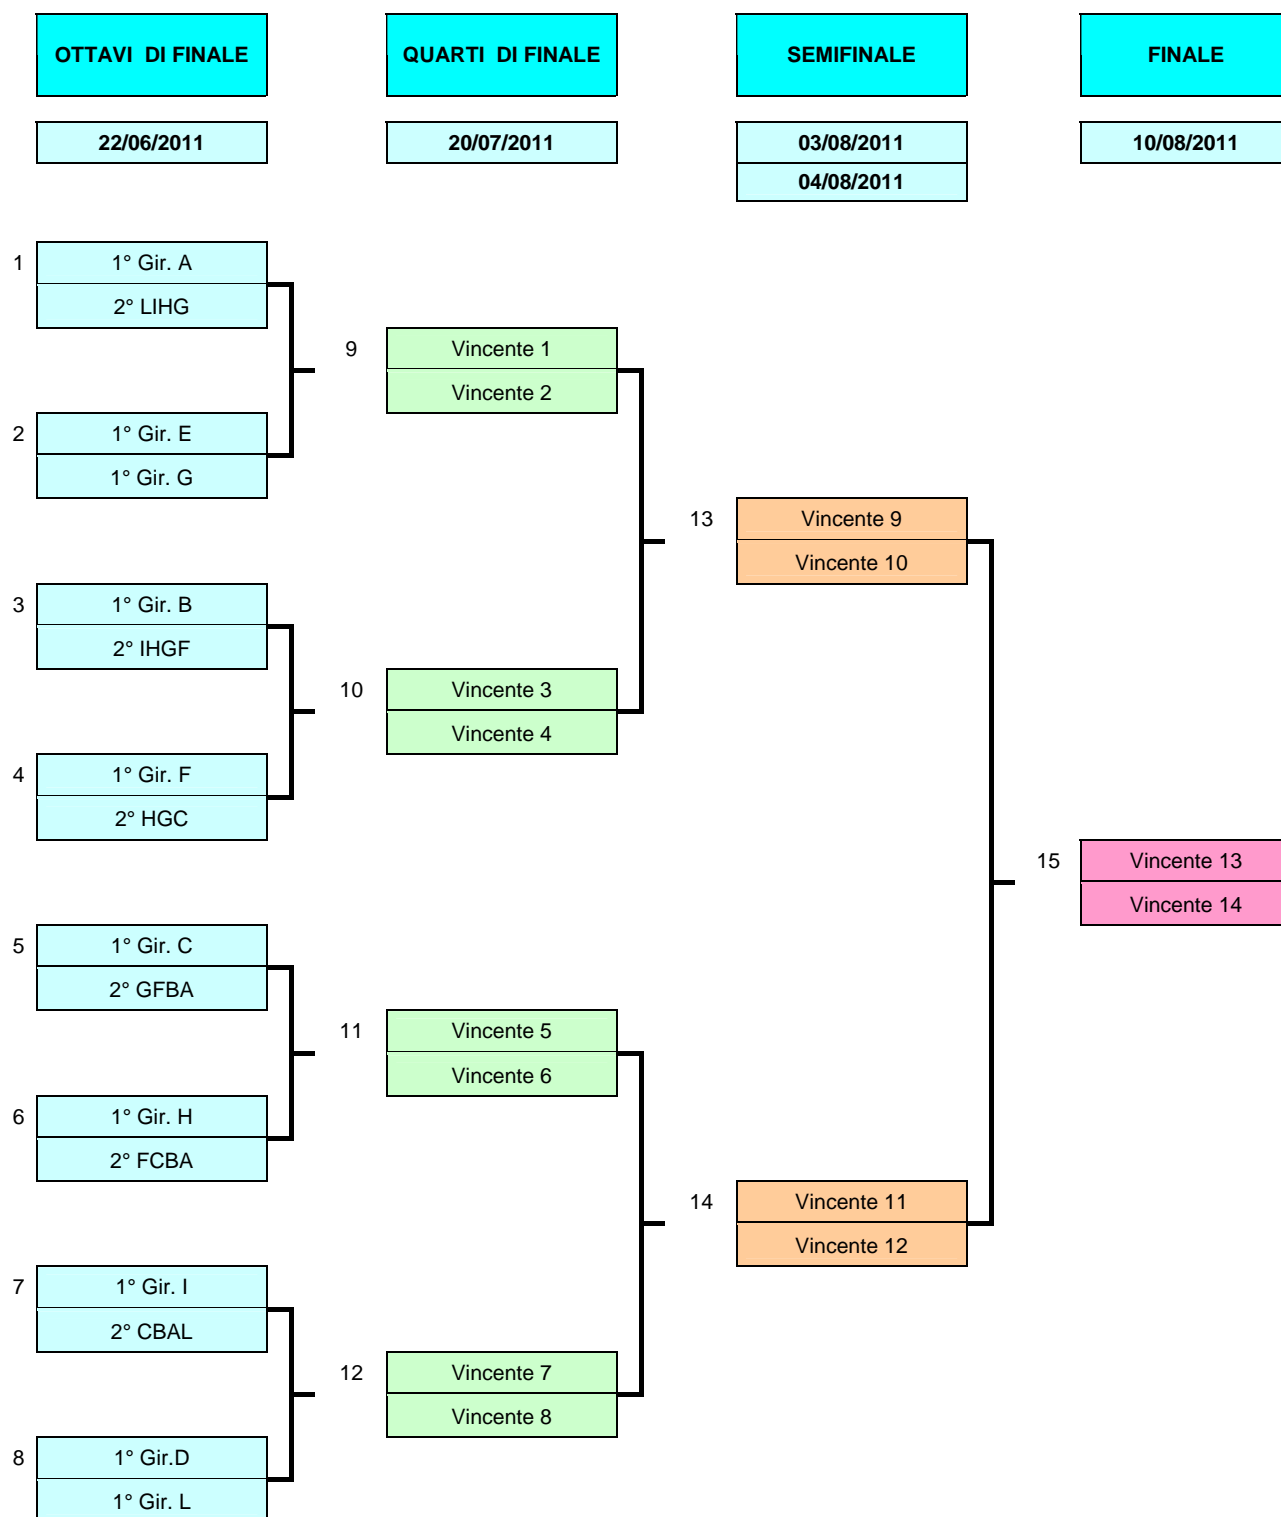 OTTAVI  DI FINALE
QUARTI  DI FINALE
SEMIFINALE
FINALE
22/06/2011
20/07/2011
03/08/2011
10/08/2011
04/08/2011
1
1° Gir. A
2° LIHG
9
Vincente 1
Vincente 2
2
1° Gir. E
1° Gir. G
13
Vincente 9
Vincente 10
3
1° Gir. B
2° IHGF
10
Vincente 3
Vincente 4
4
1° Gir. F
2° HGC
15
Vincente 13
Vincente 14
5
1° Gir. C
2° GFBA
11
Vincente 5
Vincente 6
6
1° Gir. H
2° FCBA
14
Vincente 11
Vincente 12
7
1° Gir. I
2° CBAL
12
Vincente 7
Vincente 8
8
1° Gir.D
1° Gir. L